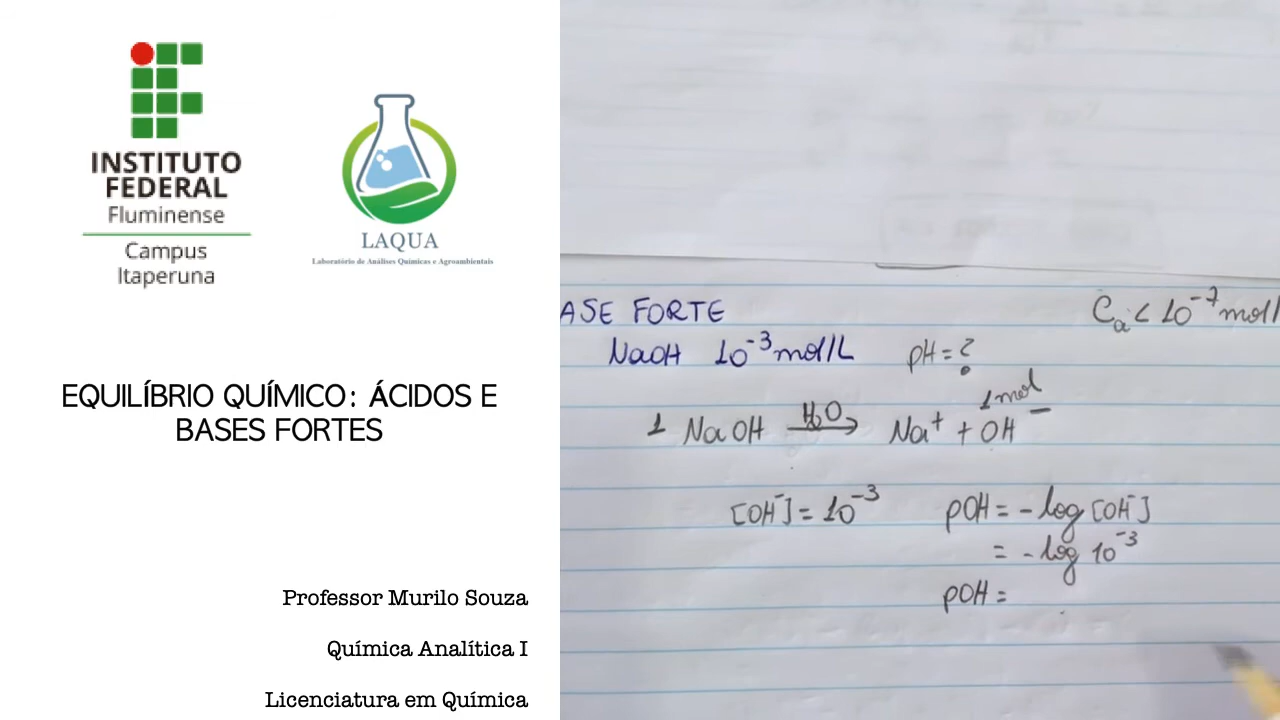 INSTITUTO
FEDERAL
Fluminense
Campus
Itaperuna
LAQUA
Laboratório de Análises Químicas e Agroambientais
EQUILÍBRIO QUÍMICO: ÁCIDOS E
BASES FORTES
Professor Murilo Souza
Química Analítica I
Licenciatura em Química
ASE FORTE
Cₐ < 10⁻⁷ mol/
NaOH 10⁻³ mol/L pH = ?
1 mol
1 NaOH —H₂O→ Na⁺ + OH⁻
[OH⁻] = 10⁻³ pOH = - log [OH⁻]
= - log 10⁻³
pOH =